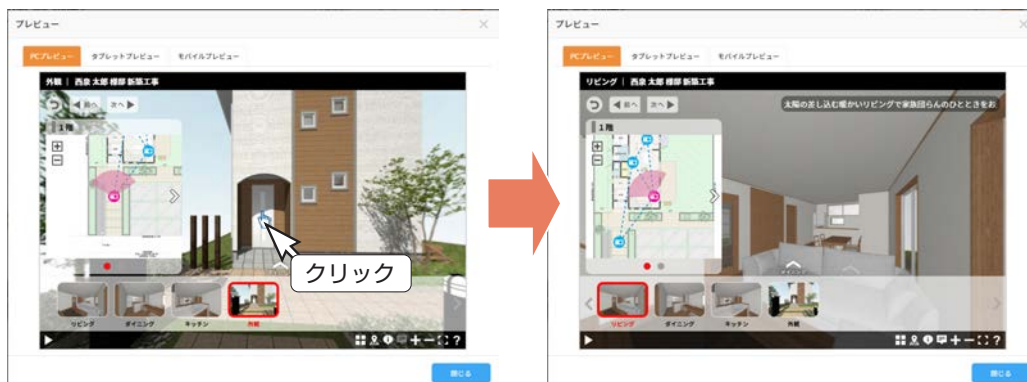 プレビュー
PCプレビュー タブレットプレビュー モバイルプレビュー
外観 | 西泉 太郎 様邸 新築工事
前へ 次へ
1階
クリック
リビング ダイニング キッチン 外観
閉じる
プレビュー
PCプレビュー タブレットプレビュー モバイルプレビュー
リビング | 西泉 太郎 様邸 新築工事
前へ 次へ
太陽の差し込む暖かいリビングで家族団らんのひとときをお
1階
ダイニング
リビング ダイニング キッチン 外観
閉じる